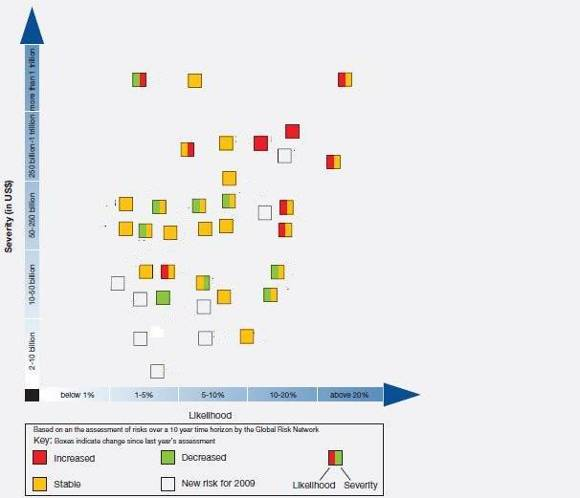 more than 1 trillion
250 billion-1 trillion
50-250 billion
10-50 billion
2-10 billion
Severity (in US$)
below 1% 1-5% 5-10% 10-20% above 20%
Likelihood
Based on an the assessment of risks over a 10 year time horizon by the Global Risk Network
Key: Boxes indicate change since last year's assessment
Increased Decreased
Stable New risk for 2009 Likelihood Severity